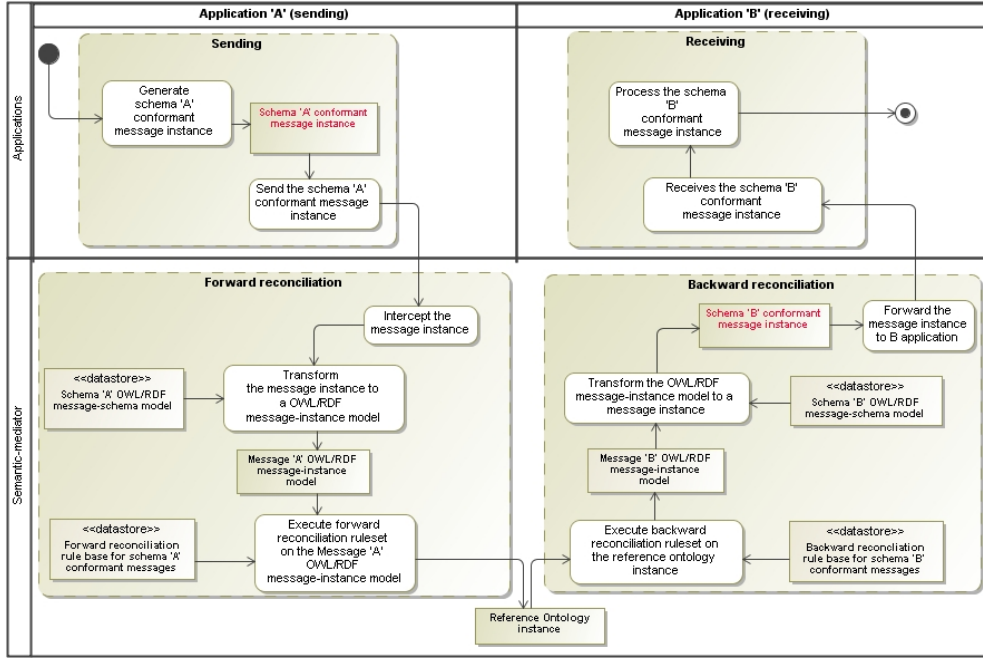 Application 'A' (sending)
Application 'B' (receiving)
Applications
Sending
Generate
schema 'A'
conformant
message instance
Schema 'A' conformant
message instance
Send the schema 'A'
conformant message
instance
Receiving
Process the schema
'B'
conformant
message instance
Receives the schema 'B'
conformant
message instance
Semantic-mediator
Forward reconciliation
Intercept the
message instance
Transform
the message instance to
a OWL/RDF
message-instance model
<<datastore>>
Schema 'A' OWL/RDF
message-schema model
Message 'A' OWL/RDF
message-instance
model
<<datastore>>
Forward reconciliation
rule base for schema 'A'
conformant messages
Execute forward
reconciliation ruleset
on the Message 'A'
OWL/RDF
message-instance model
Reference Ontology
instance
Backward reconciliation
Schema 'B' conformant
message instance
Forward the
message instance
to B application
Transform the OWL/RDF
message-instance model to a
message instance
<<datastore>>
Schema 'B' OWL/RDF
message-schema model
Message 'B' OWL/RDF
message-instance
model
Execute backward
reconciliation ruleset on
the reference ontology
instance
<<datastore>>
Backward reconciliation
rule base for schema 'B'
conformant messages